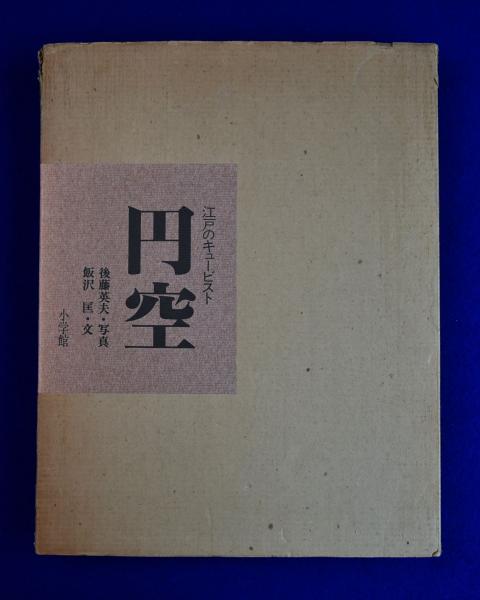 江戸のキュービスト
円空
後藤英夫・写真
飯沢 匡・文
小学館